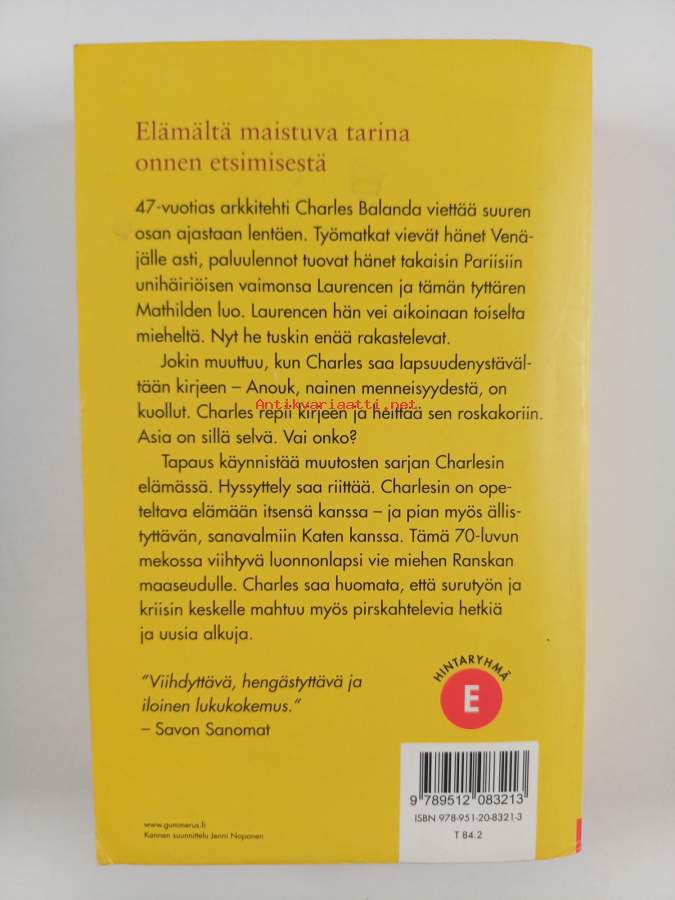 Elämältä maistuva tarina
onnen etsimisestä
47-vuotias arkkitehti Charles Balanda viettää suuren
osan ajastaan lentäen. Työmatkat vievät hänet Venä-
jälle asti, paluulennot tuovat hänet takaisin Pariisiin
unihäiriöisen vaimonsa Laurencen ja tämän tyttären
Mathilden luo. Laurencen hän vei aikoinaan toiselta
mieheltä. Nyt he tuskin enää rakastelevat.
Jokin muuttuu, kun Charles saa lapsuudenystäväl-
tään kirjeen – Anouk, nainen menneisyydestä, on
Antikvariaatti.net
kuollut. Charles repii kirjeen ja heittää sen roskakoriin.
Asia on sillä selvä. Vai onko?
Tapaus käynnistää muutosten sarjan Charlesin
elämässä. Hyssyttely saa riittää. Charlesin on ope-
teltava elämään itsensä kanssa – ja pian myös ällis-
tyttävän, sanavalmiin Katen kanssa. Tämä 70-luvun
mekossa viihtyvä luonnonlapsi vie miehen Ranskan
maaseudulle. Charles saa huomata, että surutyön ja
kriisin keskelle mahtuu myös pirskahtelevia hetkiä
ja uusia alkuja.
”Viihdyttävä, hengästyttävä ja
iloinen lukukokemus.”
– Savon Sanomat
HINTARYHMÄ
E
9 789512 083213
ISBN 978-951-20-8321-3
T 84.2
www.gummerus.fi
Kannen suunnittelu Jenni Noponen